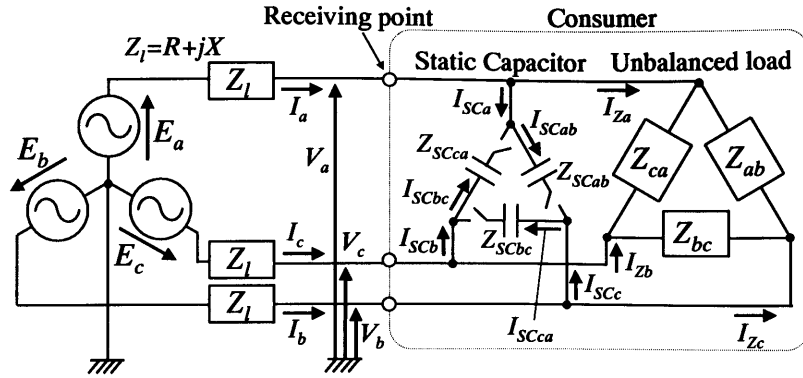 Receiving point
Consumer
Z_l=R+jX
Static Capacitor
Unbalanced load
Z_l
I_a
I_SCa
I_Za
I_SCab
E_a
E_b
V_a
Z_SCca
Z_SCab
Z_ca
Z_ab
I_SCbc
E_c
I_c
V_c
I_SCb
Z_SCbc
Z_bc
Z_l
I_Zb
Z_l
I_SCc
I_b
V_b
I_SCca
I_Zc